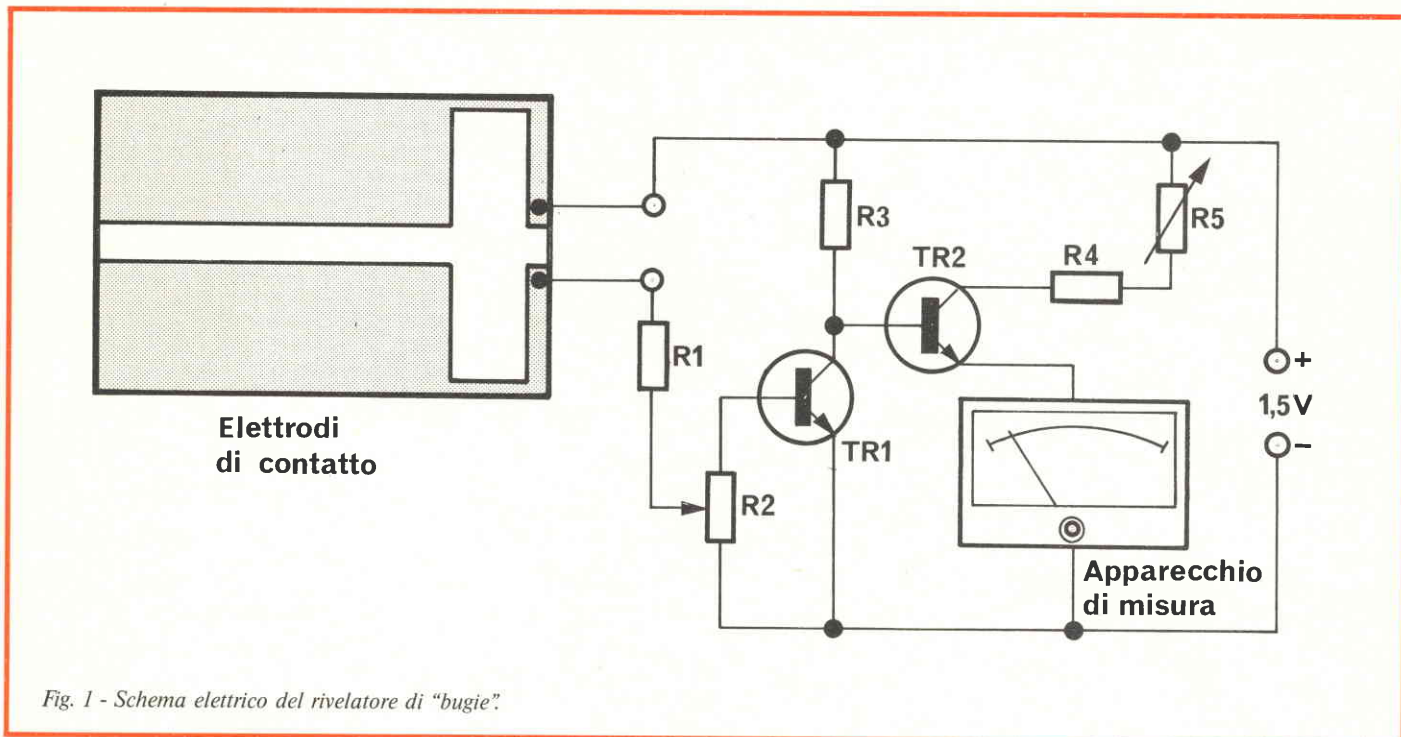 R3
R5
TR2
R4
R1
+
1,5V
−
Elettrodi
di contatto
TR1
R2
Apparecchio
di misura
Fig. 1 - Schema elettrico del rivelatore di “bugie”.